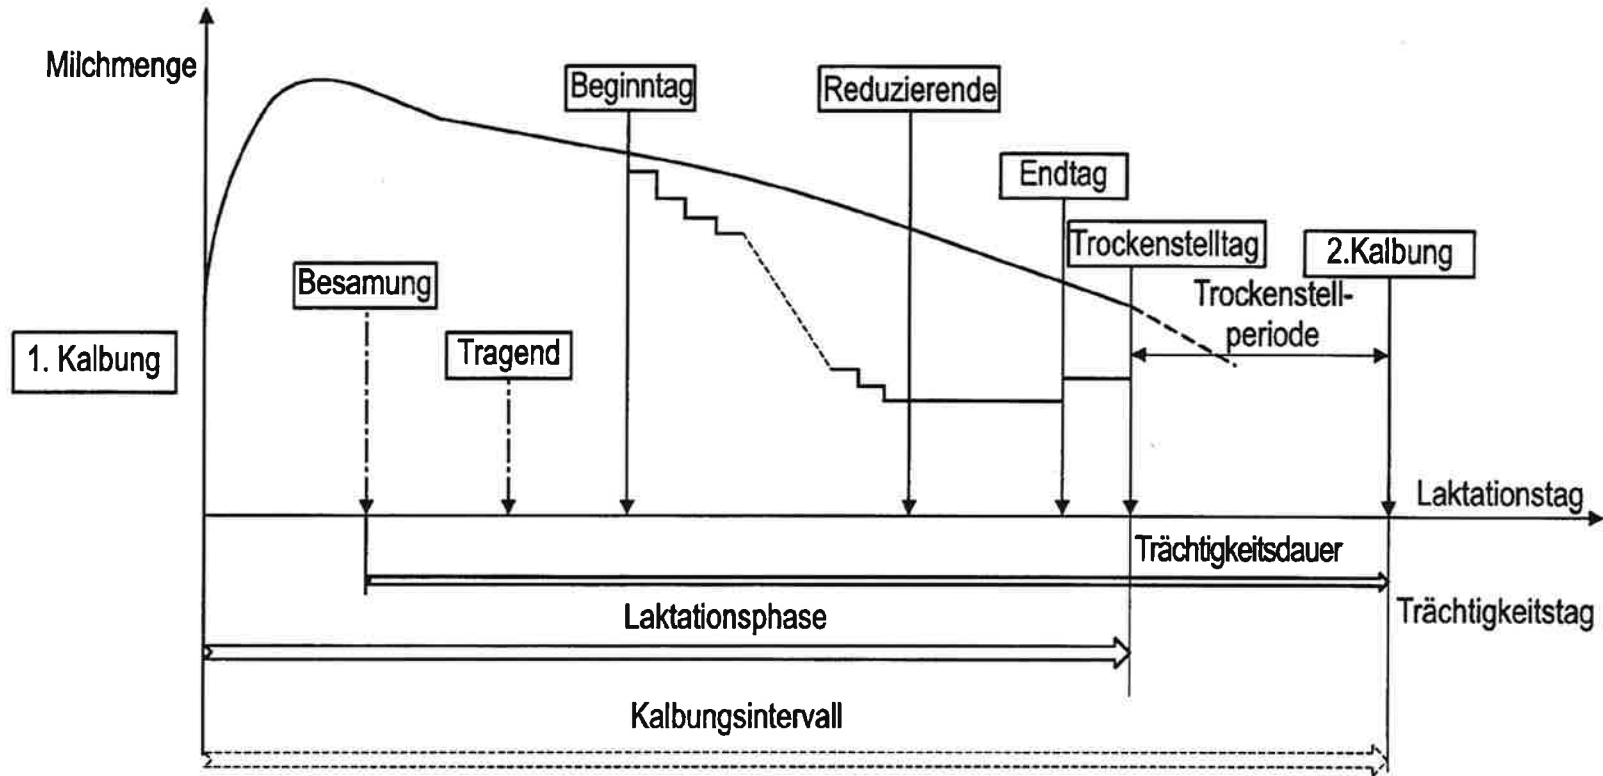 Milchmenge
Beginntag
Reduzierende
Endtag
Trockenstelltag
2.Kalbung
Besamung
Trockenstell-
periode
1. Kalbung
Tragend
Laktationstag
Trächtigkeitsdauer
Laktationsphase
Trächtigkeitstag
Kalbungsintervall